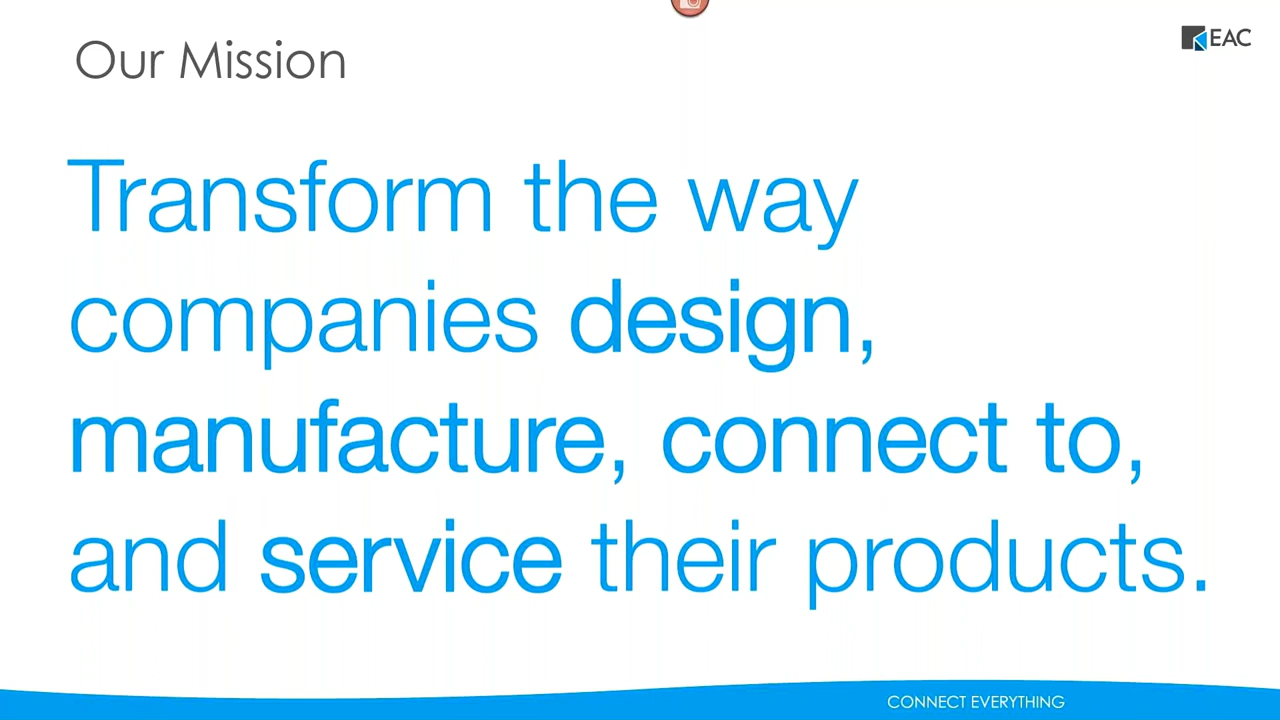 Our Mission
EAC
Transform the way
companies design,
manufacture, connect to,
and service their products.
CONNECT EVERYTHING